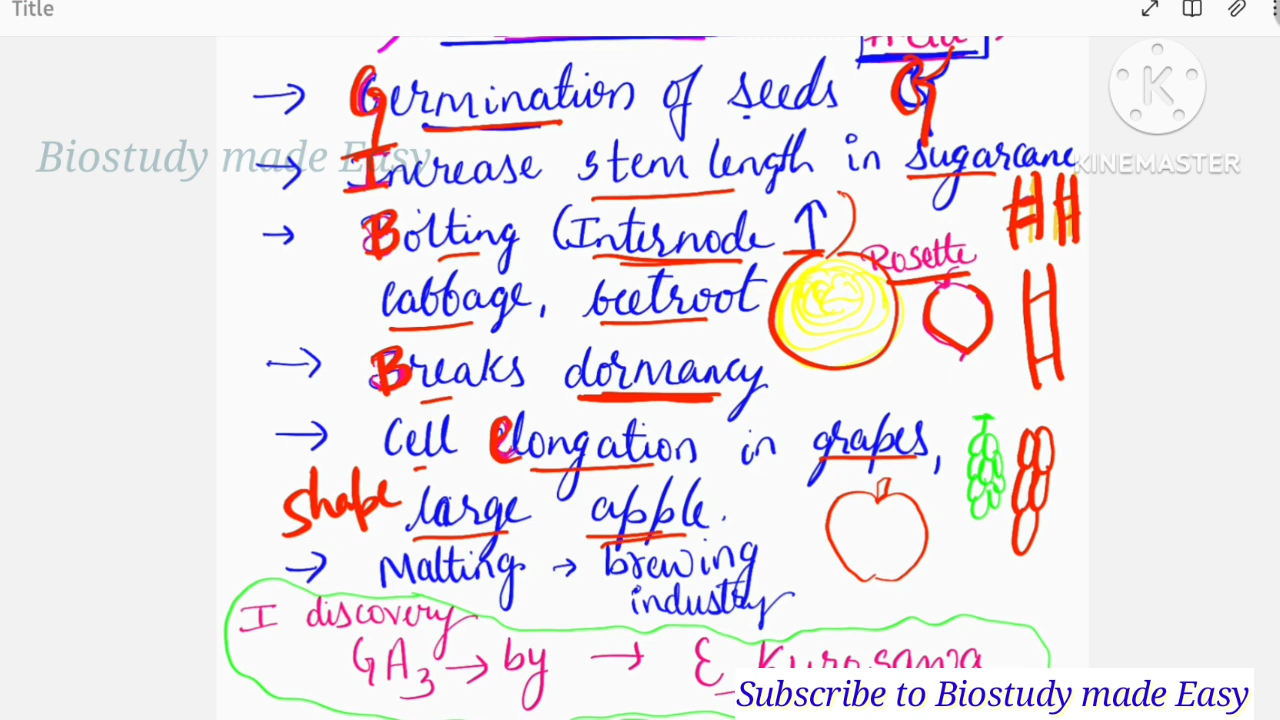 Title
→ Germination of seeds G
Biostudy made Easy
→ Increase stem length in sugarcane
K
KINEMASTER
→ Bolting (Internode ↑)
Rosette
cabbage, beetroot
→ Breaks dormancy
→ Cell elongation in grapes,
shape large apple.
→ Malting → brewing
industry
I discovery
GA3 → by → E Kurosawa
Subscribe to Biostudy made Easy